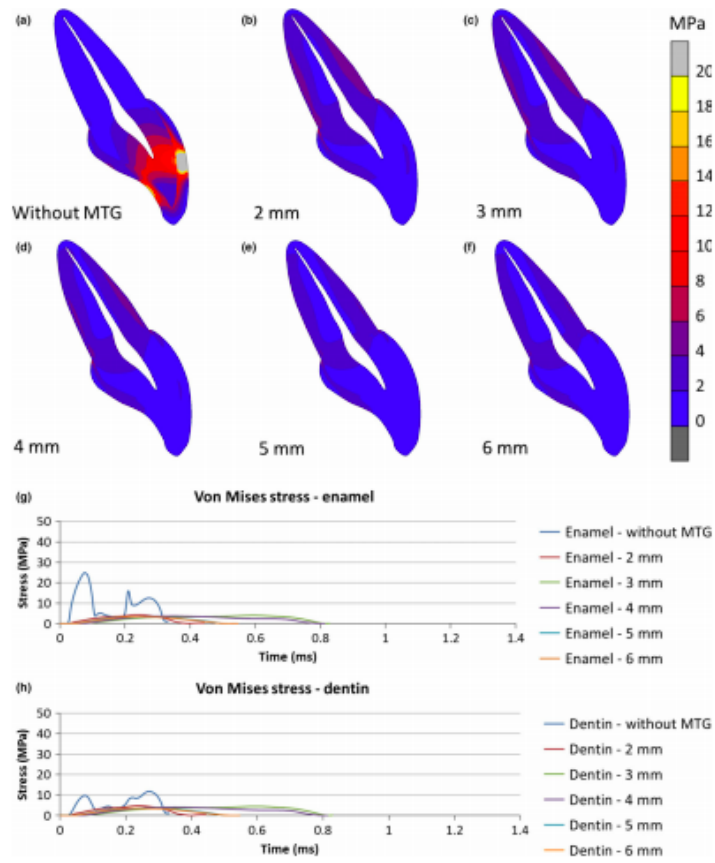 (a)
(b)
(c)
MPa
20
18
16
14
12
10
8
6
4
2
0
Without MTG
2 mm
3 mm
(d)
(e)
(f)
4 mm
5 mm
6 mm
(g)
Von Mises stress - enamel
Stress (MPa)
50
40
30
20
10
0
0 0.2 0.4 0.6 0.8 1 1.2 1.4
Time (ms)
Enamel - without MTG
Enamel - 2 mm
Enamel - 3 mm
Enamel - 4 mm
Enamel - 5 mm
Enamel - 6 mm
(h)
Von Mises stress - dentin
Stress (MPa)
50
40
30
20
10
0
0 0.2 0.4 0.6 0.8 1 1.2 1.4
Time (ms)
Dentin - without MTG
Dentin - 2 mm
Dentin - 3 mm
Dentin - 4 mm
Dentin - 5 mm
Dentin - 6 mm